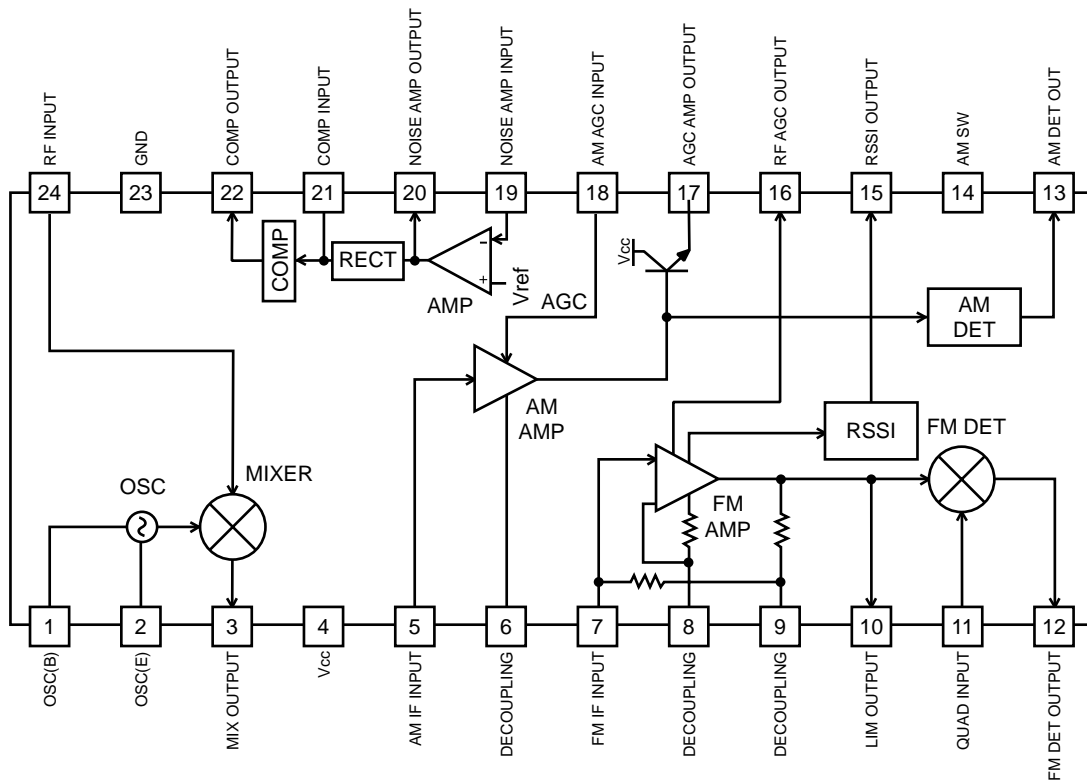 RF INPUT
GND
COMP OUTPUT
COMP INPUT
NOISE AMP OUTPUT
NOISE AMP INPUT
AM AGC INPUT
AGC AMP OUTPUT
RF AGC OUTPUT
RSSI OUTPUT
AM SW
AM DET OUT
24
23
22
21
20
19
18
17
16
15
14
13
COMP
RECT
-
+
AMP
Vref
Vcc
AGC
AM
DET
AM
AMP
RSSI
FM DET
MIXER
OSC
FM
AMP
1
2
3
4
5
6
7
8
9
10
11
12
OSC(B)
OSC(E)
MIX OUTPUT
Vcc
AM IF INPUT
DECOUPLING
FM IF INPUT
DECOUPLING
DECOUPLING
LIM OUTPUT
QUAD INPUT
FM DET OUTPUT